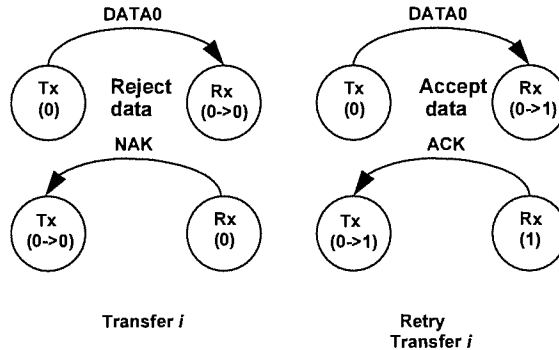 DATA0
Tx
(0)
Reject
data
Rx
(0->0)
NAK
Tx
(0->0)
Rx
(0)
Transfer i
DATA0
Tx
(0)
Accept
data
Rx
(0->1)
ACK
Tx
(0->1)
Rx
(1)
Retry
Transfer i